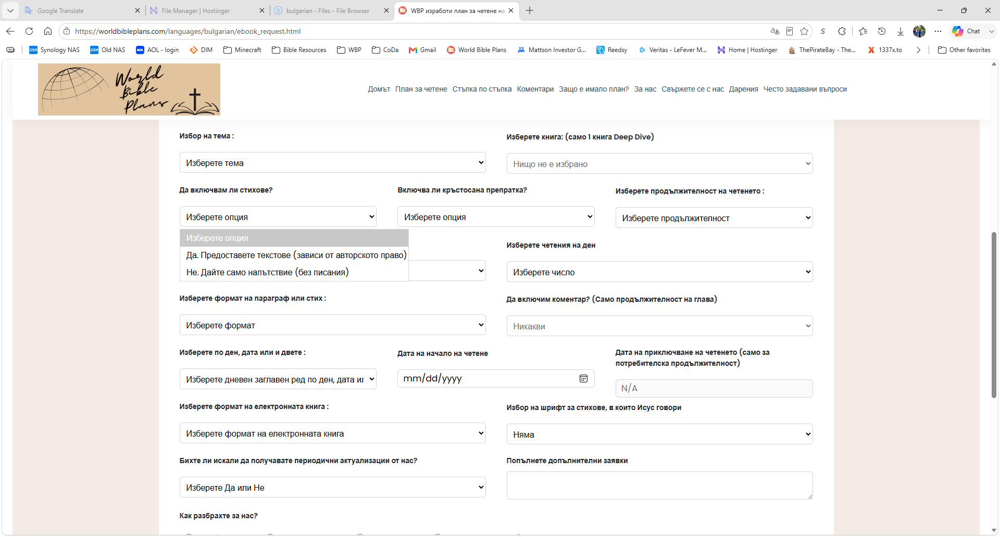 Google Translate
File Manager | Hostinger
bulgarian - Files - File Browser
WBP изработи план за четене на
https://worldbibleplans.com/languages/bulgarian/ebook_request.html
Chat
Synology NAS
Old NAS
AOL - login
DIM
Minecraft
Bible Resources
WBP
CoDa
Gmail
World Bible Plans
Mattson Investor G...
Reedsy
Veritas - LeFever M...
Home | Hostinger
ThePirateBay - The...
1337x.to
Other favorites
World
Bible
Plans
Домът План за четене Стъпка по стъпка Коментари Защо е имало план? За нас Свържете се с нас Дарения Често задавани въпроси
Избор на тема :
Изберете книга: (само 1 книга Deep Dive)
Изберете тема
Нищо не е избрано
Да включвам ли стихове?
Включва ли кръстосана препратка?
Изберете продължителност на четенето :
Изберете опция
Изберете опция
Изберете продължителност
Изберете опция
Да. Предоставете текстове (зависи от авторското право)
Не. Дайте само напътствие (без писания)
Изберете четения на ден
Изберете число
Изберете формат на параграф или стих :
Да включим коментар? (Само продължителност на глава)
Изберете формат
Никакви
Изберете по ден, дата или и двете :
Дата на начало на четене
Дата на приключване на четенето (само за
потребителска продължителност)
Изберете дневен заглавен ред по ден, дата ил
mm/dd/yyyy
N/A
Изберете формат на електронната книга :
Избор на шрифт за стихове, в които Исус говори
Изберете формат на електронната книга
Няма
Бихте ли искали да получавате периодични актуализации от нас?
Попълнете допълнителни заявки
Изберете Да или Не
Как разбрахте за нас?